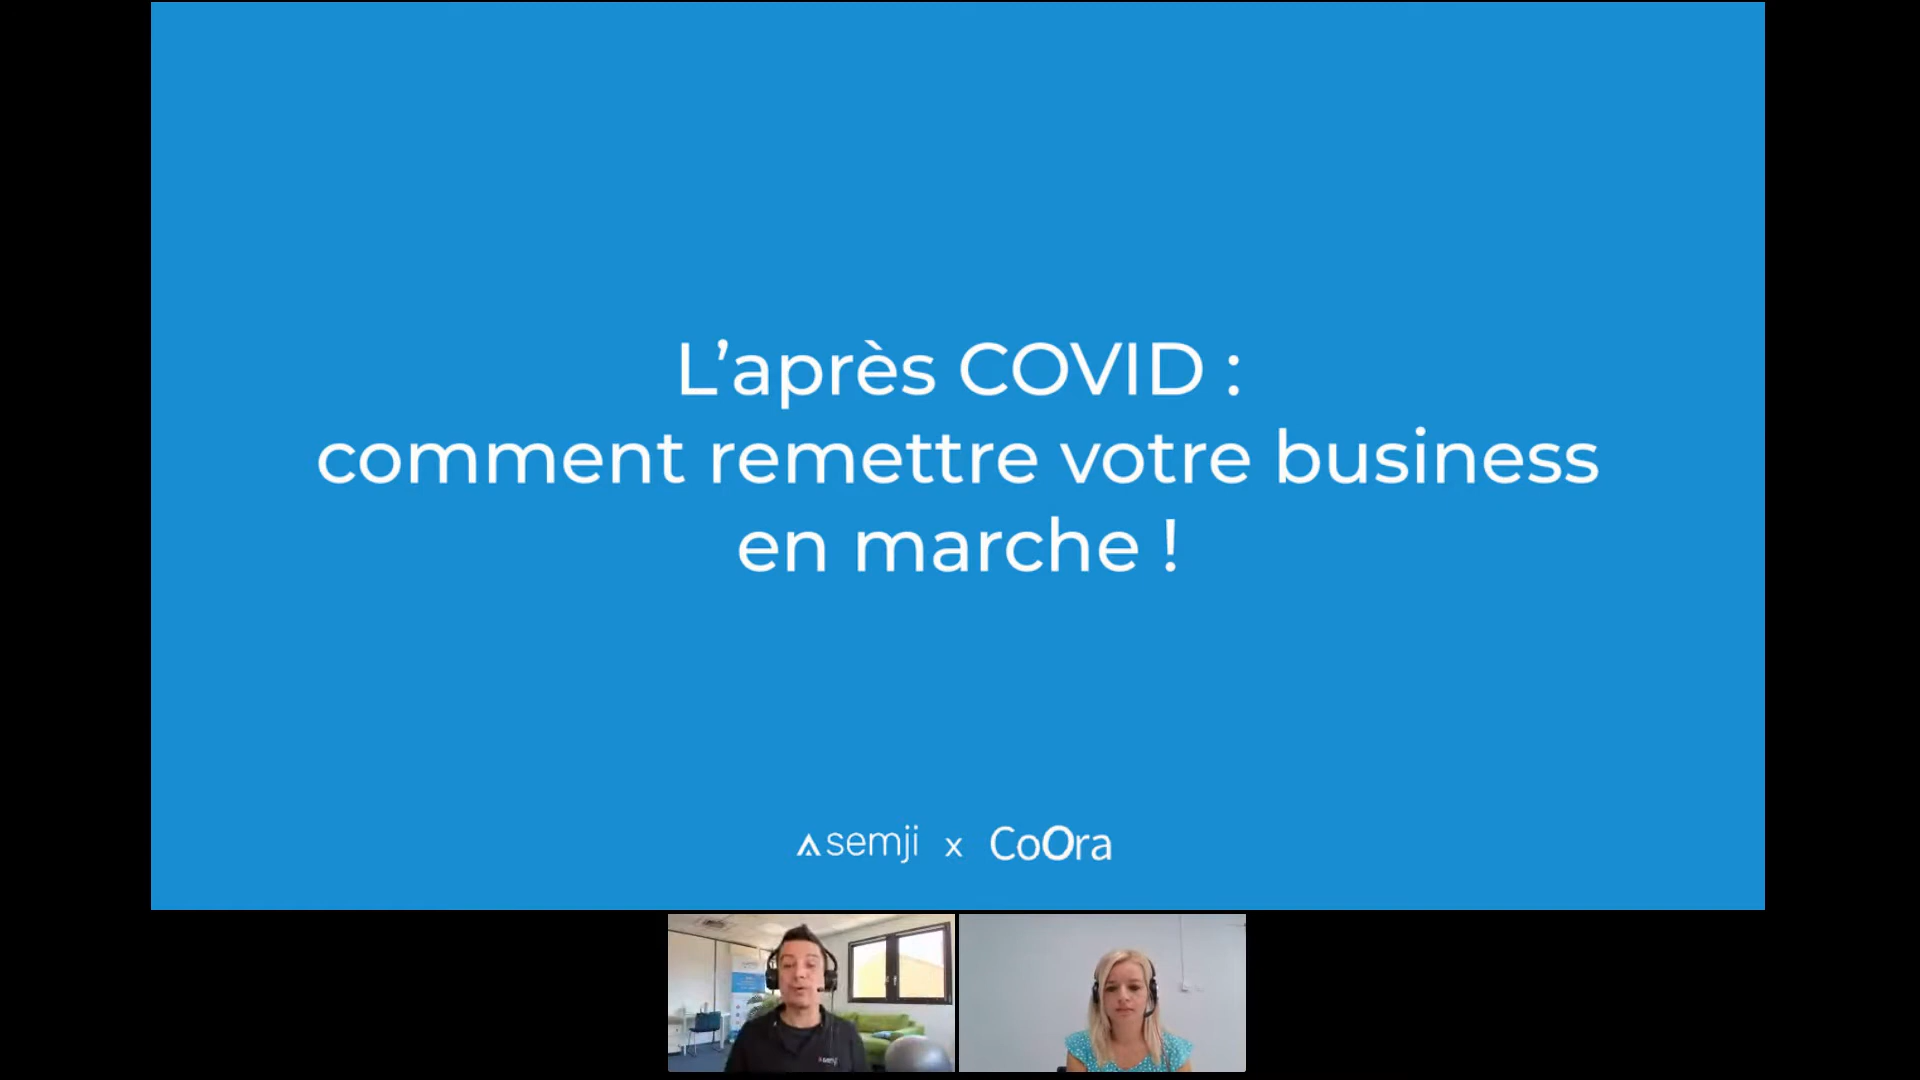 L’après COVID :
comment remettre votre business
en marche !
semji x CoOra